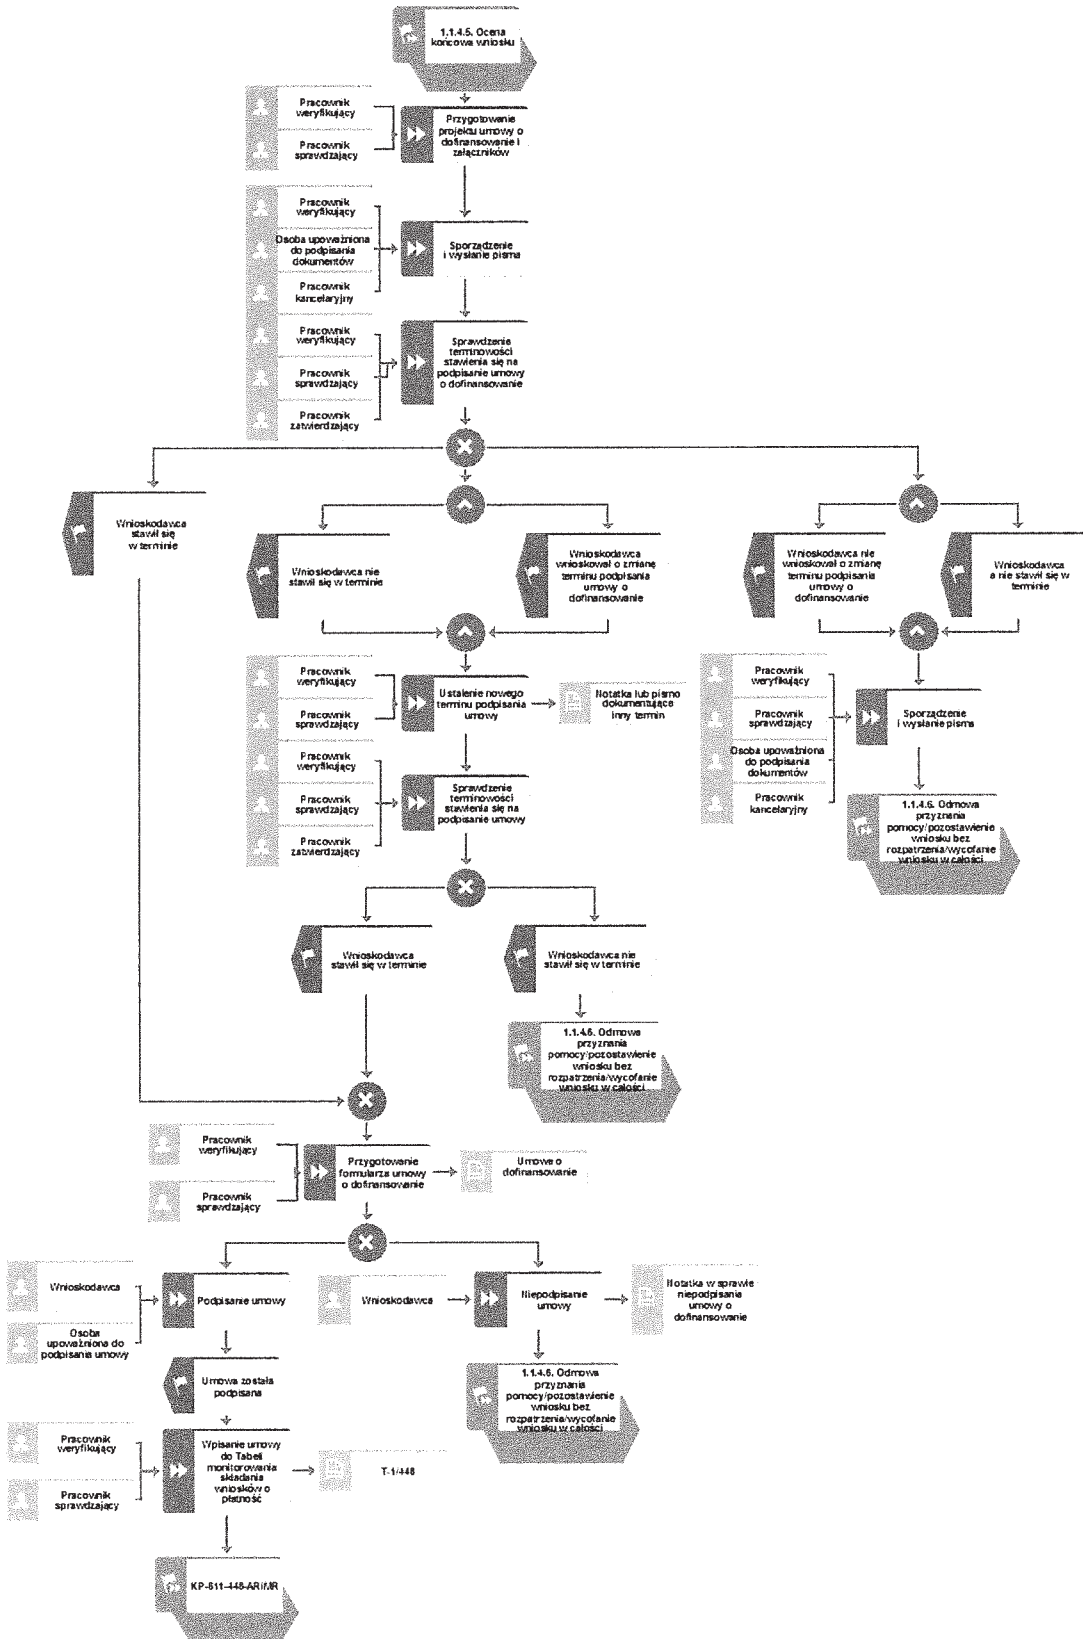 1.1.4.5. Ocena
końcowa wniosku
Pracownik
weryfikujący
Pracownik
sprawdzający
Przygotowanie
projektu umowy o
dofinansowanie i
załączników
Pracownik
weryfikujący
Osoba upoważniona
do podpisania
dokumentów
Pracownik
kancelaryjny
Sporządzenie
i wysłanie pisma
Pracownik
weryfikujący
Pracownik
sprawdzający
Pracownik
zatwierdzający
Sprawdzenie
terminowości
stawienia się na
podpisanie umowy
o dofinansowanie
Wnioskodawca
stawił się
w terminie
Wnioskodawca nie
stawił się w terminie
Wnioskodawca
wnioskował o zmianę
terminu podpisania
umowy o
dofinansowanie
Wnioskodawca nie
wnioskował o zmianę
terminu podpisania
umowy o
dofinansowanie
Wnioskodawca
a nie stawił się w
terminie
Pracownik
weryfikujący
Pracownik
sprawdzający
Ustalenie nowego
terminu podpisania
umowy
Notatka lub pismo
dokumentujące
inny termin
Pracownik
weryfikujący
Pracownik
sprawdzający
Osoba upoważniona
do podpisania
dokumentów
Pracownik
kancelaryjny
Sporządzenie
i wysłanie pisma
Pracownik
weryfikujący
Pracownik
sprawdzający
Pracownik
zatwierdzający
Sprawdzenie
terminowości
stawienia się na
podpisanie umowy
1.1.4.6. Odmowa
przyznania
pomocy/pozostawienie
wniosku bez
rozpatrzenia/wycofanie
wniosku w całości
Wnioskodawca
stawił się w terminie
Wnioskodawca nie
stawił się w terminie
1.1.4.6. Odmowa
przyznania
pomocy/pozostawienie
wniosku bez
rozpatrzenia/wycofanie
wniosku w całości
Pracownik
weryfikujący
Pracownik
sprawdzający
Przygotowanie
formularza umowy
o dofinansowanie
Umowa o
dofinansowanie
Wnioskodawca
Osoba
upoważniona do
podpisania umowy
Podpisanie umowy
Wnioskodawca
Niepodpisanie
umowy
Notatka w sprawie
niepodpisania
umowy o
dofinansowanie
Umowa została
podpisana
1.1.4.6. Odmowa
przyznania
pomocy/pozostawienie
wniosku bez
rozpatrzenia/wycofanie
wniosku w całości
Pracownik
weryfikujący
Pracownik
sprawdzający
Wpisanie umowy
do Tabeli
monitorowania
składania
wniosków o
płatność
T-1/448
KP-611-448-ARiMR